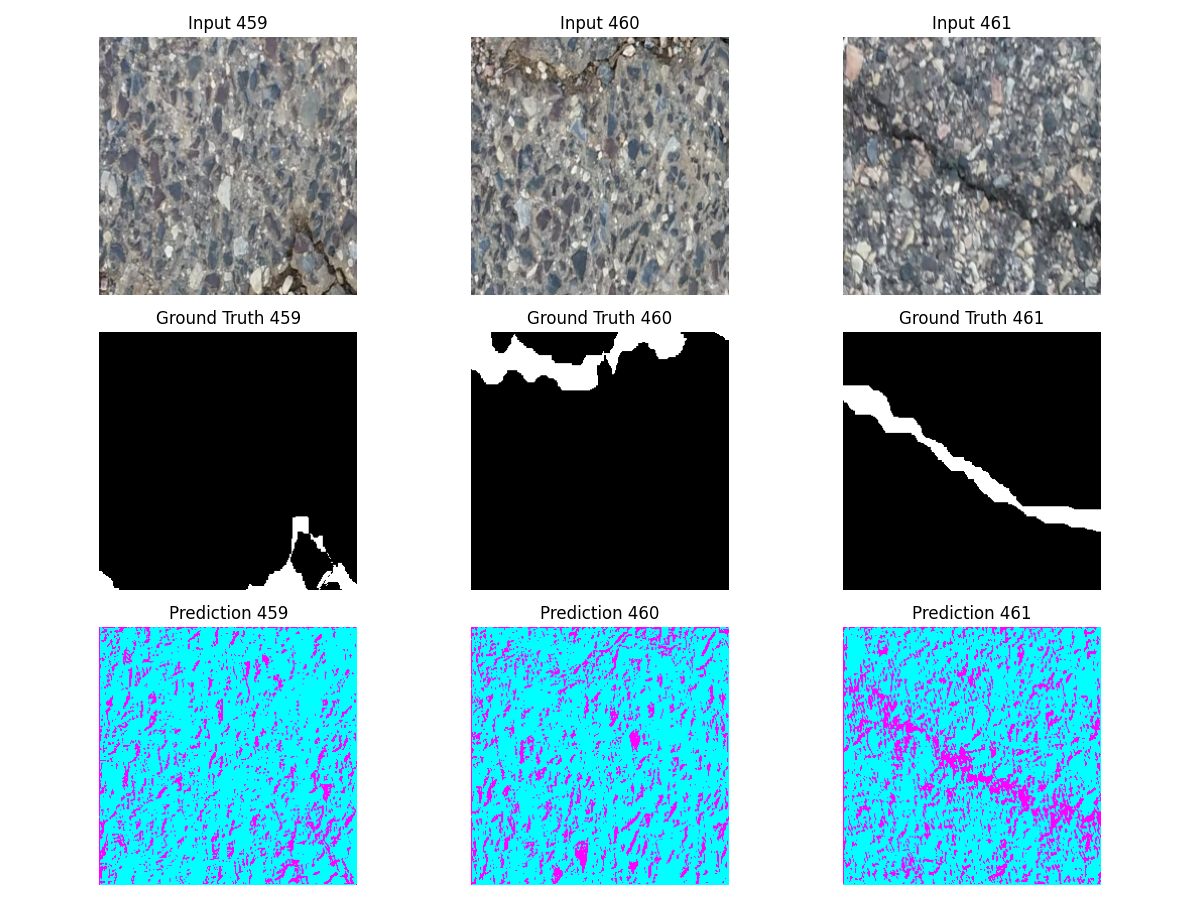 Input 459
Input 460
Input 461
Ground Truth 459
Ground Truth 460
Ground Truth 461
Prediction 459
Prediction 460
Prediction 461